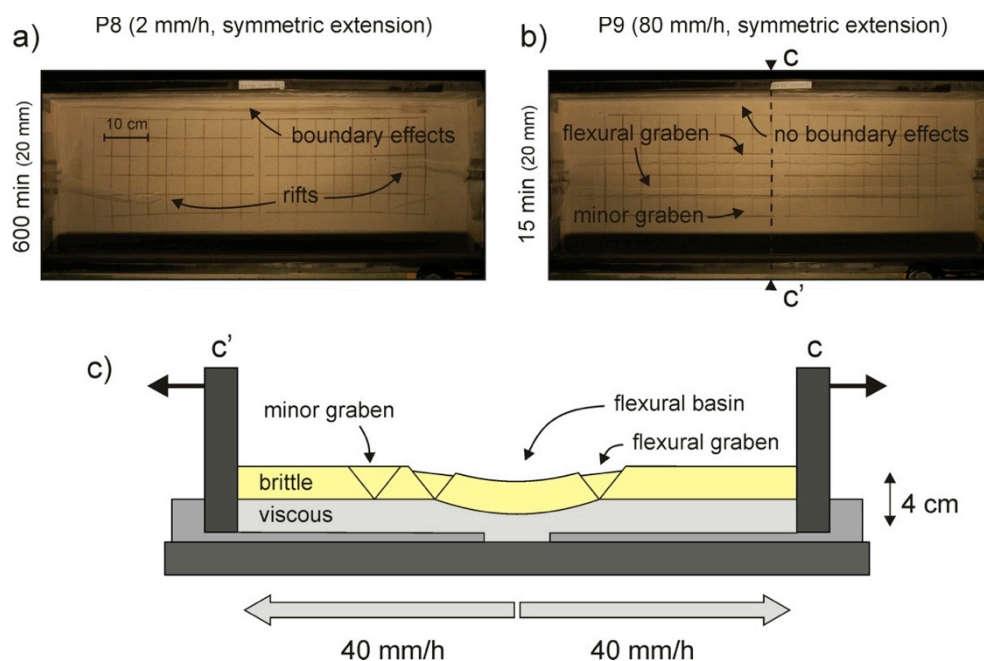 a)
P8 (2 mm/h, symmetric extension)
600 min (20 mm)
10 cm
boundary effects
rifts
b)
P9 (80 mm/h, symmetric extension)
15 min (20 mm)
C
flexural graben
no boundary effects
minor graben
C'
c)
C'
C
minor graben
flexural basin
flexural graben
brittle
viscous
4 cm
40 mm/h
40 mm/h